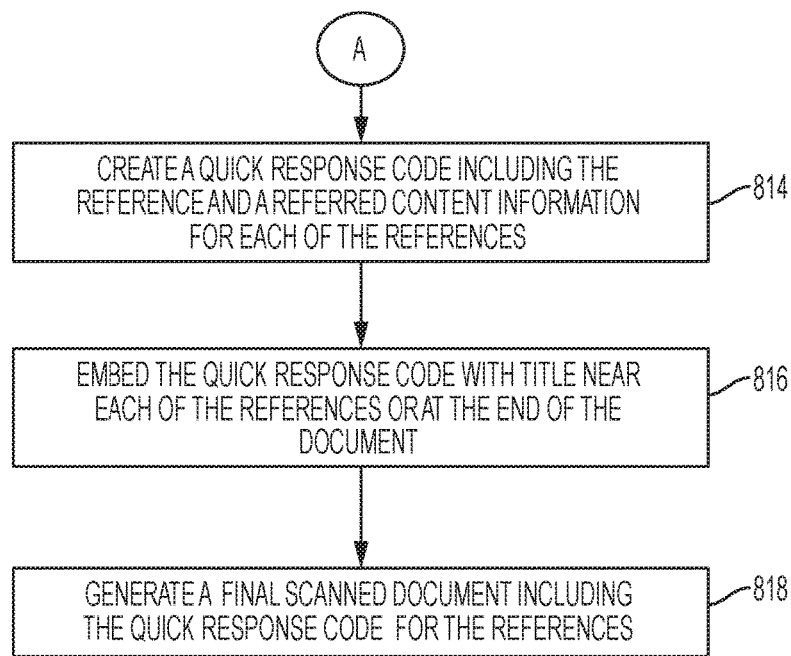 A
CREATE A QUICK RESPONSE CODE INCLUDING THE
REFERENCE AND A REFERRED CONTENT INFORMATION
FOR EACH OF THE REFERENCES
814
EMBED THE QUICK RESPONSE CODE WITH TITLE NEAR
EACH OF THE REFERENCES OR AT THE END OF THE
DOCUMENT
816
GENERATE A FINAL SCANNED DOCUMENT INCLUDING
THE QUICK RESPONSE CODE FOR THE REFERENCES
818